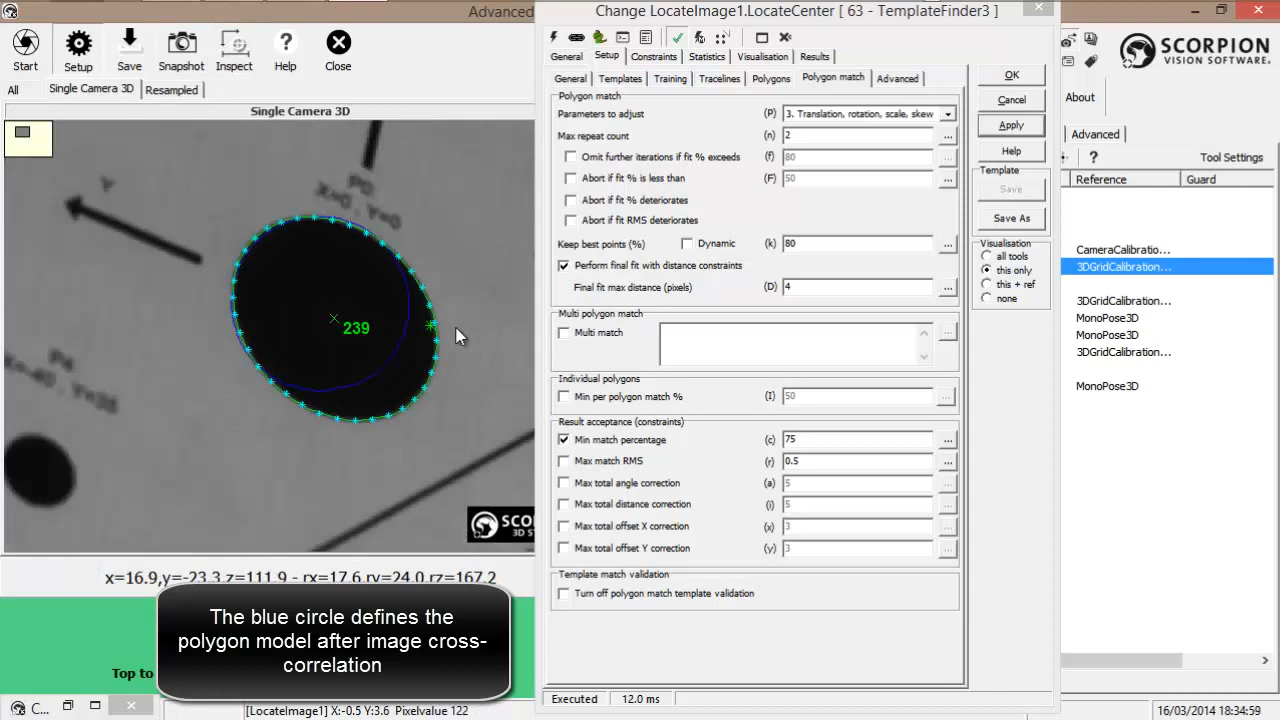 Advanced
Start
Setup
Save
Snapshot
Inspect
Help
Close
All
Single Camera 3D
Resampled
Single Camera 3D
Y
P0
X=0, Y=0
239
P4
SCO
3D S
x=16.9,y=-23.3,z=111.9 - rx=17.6,ry=24.0,rz=167.2
The blue circle defines the
polygon model after image cross-
correlation
Top to
C...
[LocateImage1] X:-0.5 Y:3.6 Pixelvalue 122
Change LocateImage1.LocateCenter [ 63 - TemplateFinder3 ]
General Setup Constraints Statistics Visualisation Results
General Templates Training Tracelines Polygons Polygon match Advanced
Polygon match
Parameters to adjust (P) 3. Translation, rotation, scale, skew
Max repeat count (n) 2 ...
Omit further iterations if fit % exceeds (f) 80 ...
Abort if fit % is less than (F) 50 ...
Abort if fit % deteriorates
Abort if fit RMS deteriorates
Keep best points (%) Dynamic (k) 80 ...
Perform final fit with distance constraints
Final fit max distance (pixels) (D) 4 ...
Multi polygon match
Multi match ...
Individual polygons
Min per polygon match % (I) 50 ...
Result acceptance (constraints)
Min match percentage (c) 75 ...
Max match RMS (r) 0.5 ...
Max total angle correction (a) 5 ...
Max total distance correction (i) 5 ...
Max total offset X correction (x) 3 ...
Max total offset Y correction (y) 3 ...
Template match validation
Turn off polygon match template validation
Executed 12.0 ms
OK
Cancel
Apply
Help
Template
Save
Save As
Visualisation
all tools
this only
this + ref
none
SCORPION
VISION SOFTWARE®
About
Advanced
? Tool Settings
Reference Guard
CameraCalibratio...
3DGridCalibration...
3DGridCalibration...
MonoPose3D
MonoPose3D
3DGridCalibration...
MonoPose3D
16/03/2014 18:34:59